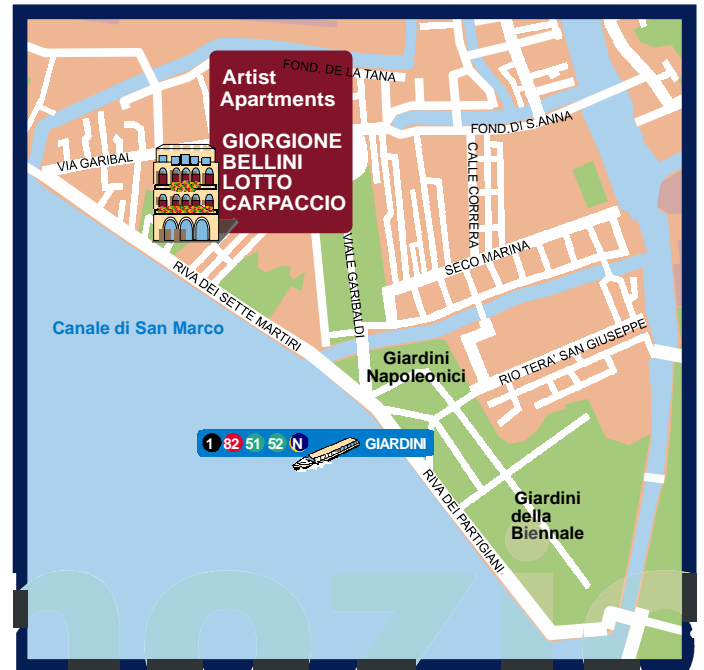 FOND. DE LA TANA
Artist
Apartments
GIORGIONE
BELLINI
LOTTO
CARPACCIO
FOND.DI S.ANNA
VIA GARIBAL
CALLE CORRERA
VIALE GARIBALDI
SECO MARINA
RIVA DEI SETTE MARTIRI
Canale di San Marco
RIO TERA' SAN GIUSEPPE
Giardini
Napoleonici
1 82 51 52 N GIARDINI
RIVA DEI PARTIGIANI
Giardini
della
Biennale